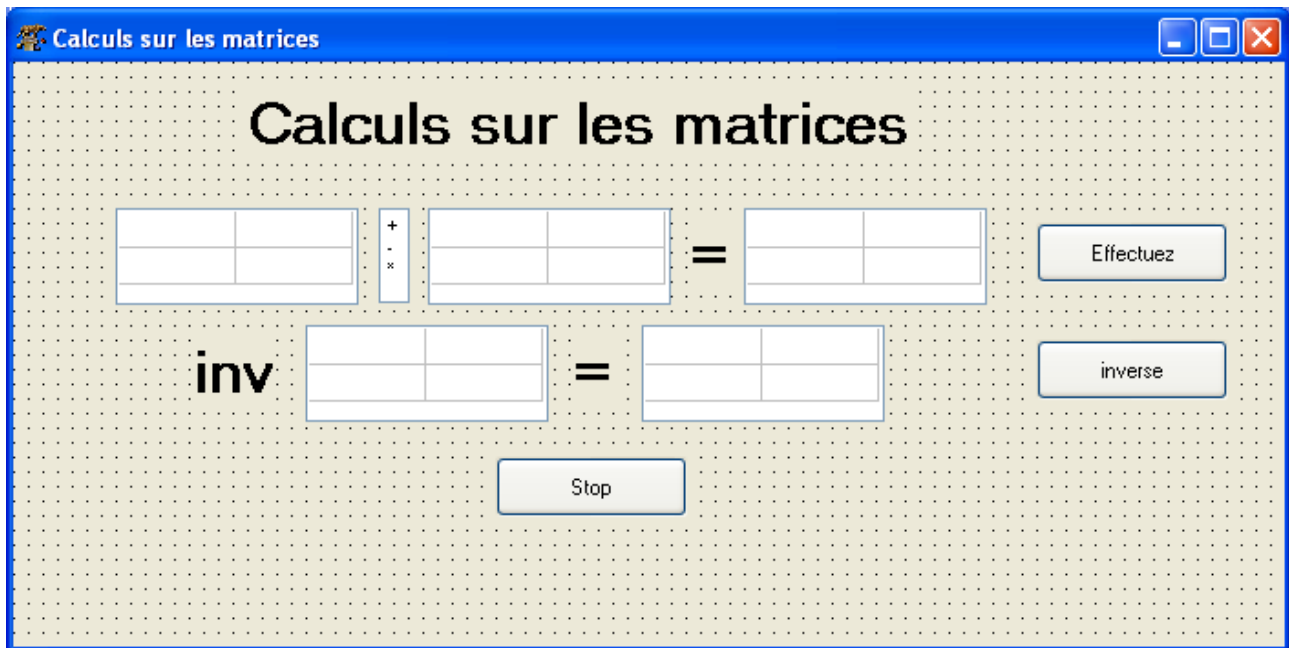 Calculs sur les matrices
Calculs sur les matrices
+
-
×
=
Effectuez
inv
=
inverse
Stop